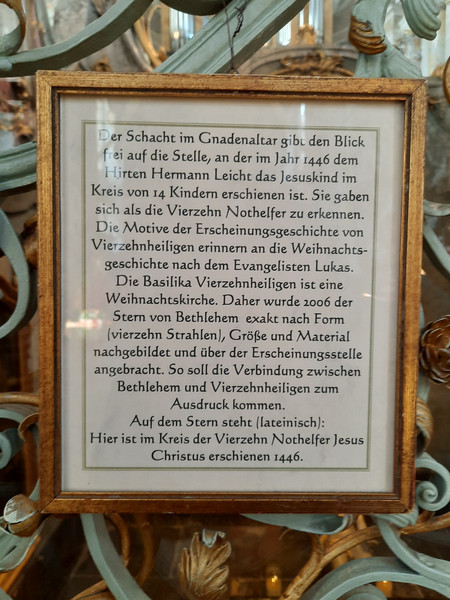 Der Schacht im Gnadenaltar gibt den Blick
frei auf die Stelle, an der im Jahr 1446 dem
Hirten Hermann Leicht das Jesuskind im
Kreis von 14 Kindern erschienen ist. Sie gaben
sich als die Vierzehn Nothelfer zu erkennen.
Die Motive der Erscheinungsgeschichte von
Vierzehnheiligen erinnern an die Weihnachts-
geschichte nach dem Evangelisten Lukas.
Die Basilika Vierzehnheiligen ist eine
Weihnachtskirche. Daher wurde 2006 der
Stern von Bethlehem exakt nach Form
(vierzehn Strahlen), Größe und Material
nachgebildet und über der Erscheinungsstelle
angebracht. So soll die Verbindung zwischen
Bethlehem und Vierzehnheiligen zum
Ausdruck kommen.
Auf dem Stern steht (lateinisch):
Hier ist im Kreis der Vierzehn Nothelfer Jesus
Christus erschienen 1446.